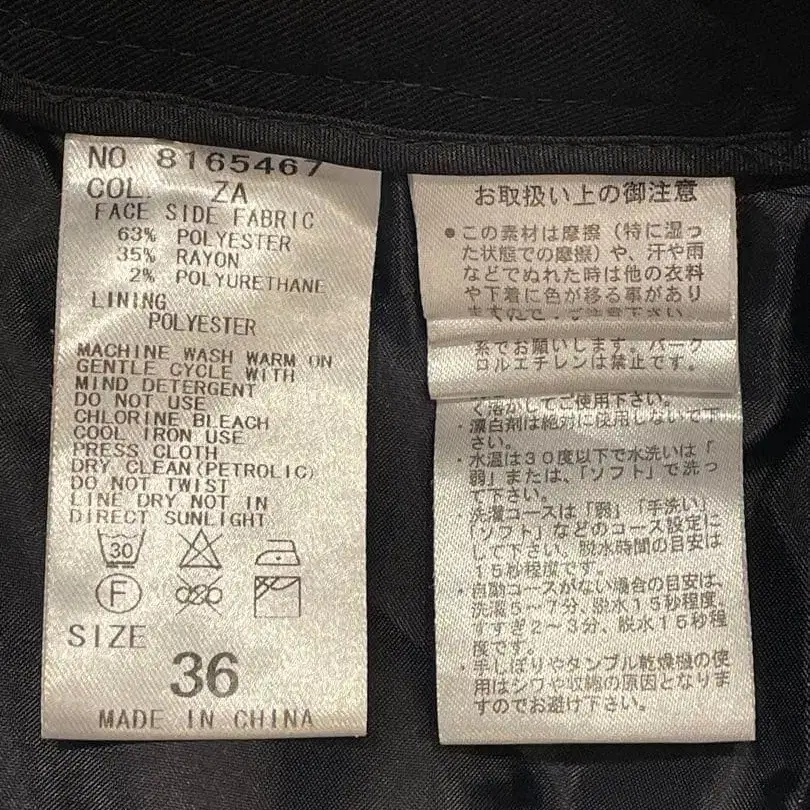 NO. 8165467
COL. ZA
FACE SIDE FABRIC
63% POLYESTER
35% RAYON
2% POLYURETHANE
LINING
POLYESTER
MACHINE WASH WARM ON
GENTLE CYCLE WITH
MIND DETERGENT
DO NOT USE
CHLORINE BLEACH
COOL IRON USE
PRESS CLOTH
DRY CLEAN(PETROLIC)
DO NOT TWIST
LINE DRY NOT IN
DIRECT SUNLIGHT
30
F
SIZE
36
MADE IN CHINA
お取扱い上の御注意
●この素材は摩擦(特に湿っ
た状態での摩擦)や、汗や雨
などでぬれた時は他の衣料
や下着に色が移る事があり
ますので、ご注意下さい
系でお願いします。パーク
ロルエチレンは禁止です。
く溶かしてご使用下さい。
・漂白剤は絶対に使用しないで下
さい。
・水温は30度以下で水洗いは「
弱」または、「ソフト」で洗っ
て下さい。
・洗濯コースは「弱」「手洗い」
「ソフト」などのコース設定に
して下さい。脱水時間の目安は
15秒程度です。
・自動コースがない場合の目安は、
洗濯5〜7分、脱水15秒程度、
すすぎ2〜3分、脱水15秒程
度です。
・手しぼりやタンブル乾燥機の使
用はシワや収縮の原因となりま
すのでお避け下さい。